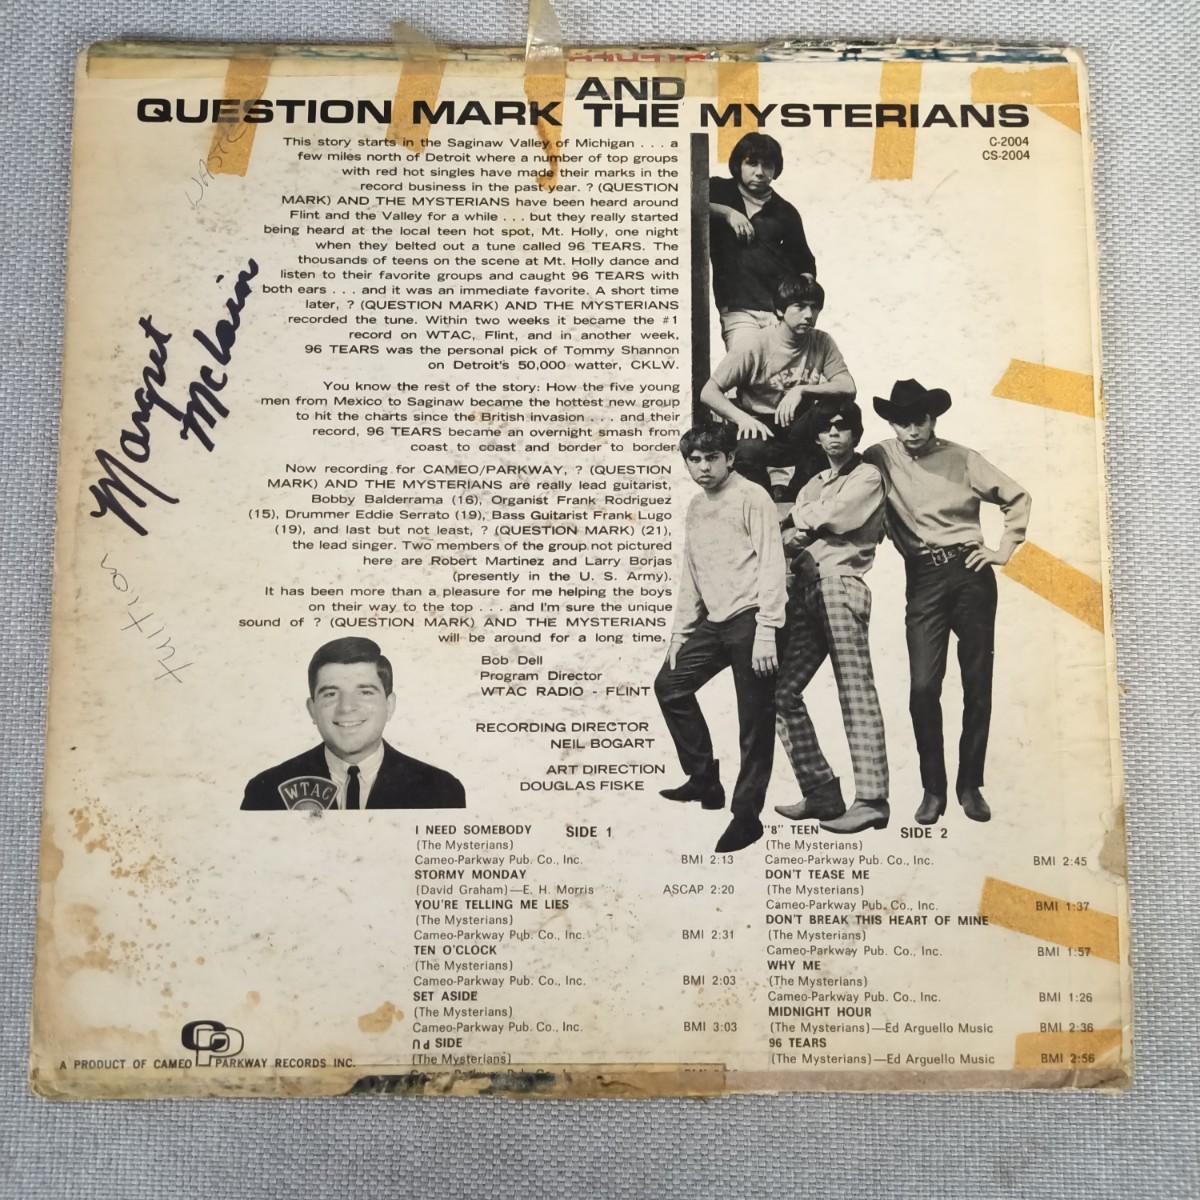 AND
QUESTION MARK THE MYSTERIANS
C-2004
CS-2004
This story starts in the Saginaw Valley of Michigan . . . a
few miles north of Detroit where a number of top groups
with red hot singles have made their marks in the
record business in the past year. ? (QUESTION
MARK) AND THE MYSTERIANS have been heard around
Flint and the Valley for a while . . . but they really started
being heard at the local teen hot spot, Mt. Holly, one night
when they belted out a tune called 96 TEARS. The
thousands of teens on the scene at Mt. Holly dance and
listen to their favorite groups and caught 96 TEARS with
both ears . . . and it was an immediate favorite. A short time
later, ? (QUESTION MARK) AND THE MYSTERIANS
recorded the tune. Within two weeks it became the #1
record on WTAC, Flint, and in another week,
96 TEARS was the personal pick of Tommy Shannon
on Detroit's 50,000 watter, CKLW.
You know the rest of the story: How the five young
men from Mexico to Saginaw became the hottest new group
to hit the charts since the British invasion . . . and their
record, 96 TEARS became an overnight smash from
coast to coast and border to border.
Now recording for CAMEO/PARKWAY, ? (QUESTION
MARK) AND THE MYSTERIANS are really lead guitarist,
Bobby Balderrama (16), Organist Frank Rodriguez
(15), Drummer Eddie Serrato (19), Bass Guitarist Frank Lugo
(19), and last but not least, ? (QUESTION MARK) (21),
the lead singer. Two members of the group not pictured
here are Robert Martinez and Larry Borjas
(presently in the U. S. Army).
It has been more than a pleasure for me helping the boys
on their way to the top . . . and I'm sure the unique
sound of ? (QUESTION MARK) AND THE MYSTERIANS
will be around for a long time.
Bob Dell
Program Director
WTAC RADIO - FLINT
RECORDING DIRECTOR
NEIL BOGART
ART DIRECTION
DOUGLAS FISKE
Margret
McLain
WTAC
SIDE 1
I NEED SOMEBODY
(The Mysterians)
Cameo-Parkway Pub. Co., Inc. BMI 2:13
STORMY MONDAY
(David Graham)—E. H. Morris ASCAP 2:20
YOU'RE TELLING ME LIES
(The Mysterians)
Cameo-Parkway Pub. Co., Inc. BMI 2:31
TEN O'CLOCK
(The Mysterians)
Cameo-Parkway Pub. Co., Inc. BMI 2:03
SET ASIDE
(The Mysterians)
Cameo-Parkway Pub. Co., Inc. BMI 3:03
SIDE
(The Mysterians)
SIDE 2
"8" TEEN
(The Mysterians)
Cameo-Parkway Pub. Co., Inc. BMI 2:45
DON'T TEASE ME
(The Mysterians)
Cameo-Parkway Pub. Co., Inc. BMI 1:37
DON'T BREAK THIS HEART OF MINE
(The Mysterians)
Cameo-Parkway Pub. Co., Inc. BMI 1:57
WHY ME
(The Mysterians)
Cameo-Parkway Pub. Co., Inc. BMI 1:26
MIDNIGHT HOUR
(The Mysterians)—Ed Arguello Music BMI 2:36
96 TEARS
(The Mysterians)—Ed Arguello Music BMI 2:56
A PRODUCT OF CAMEO CP PARKWAY RECORDS INC.